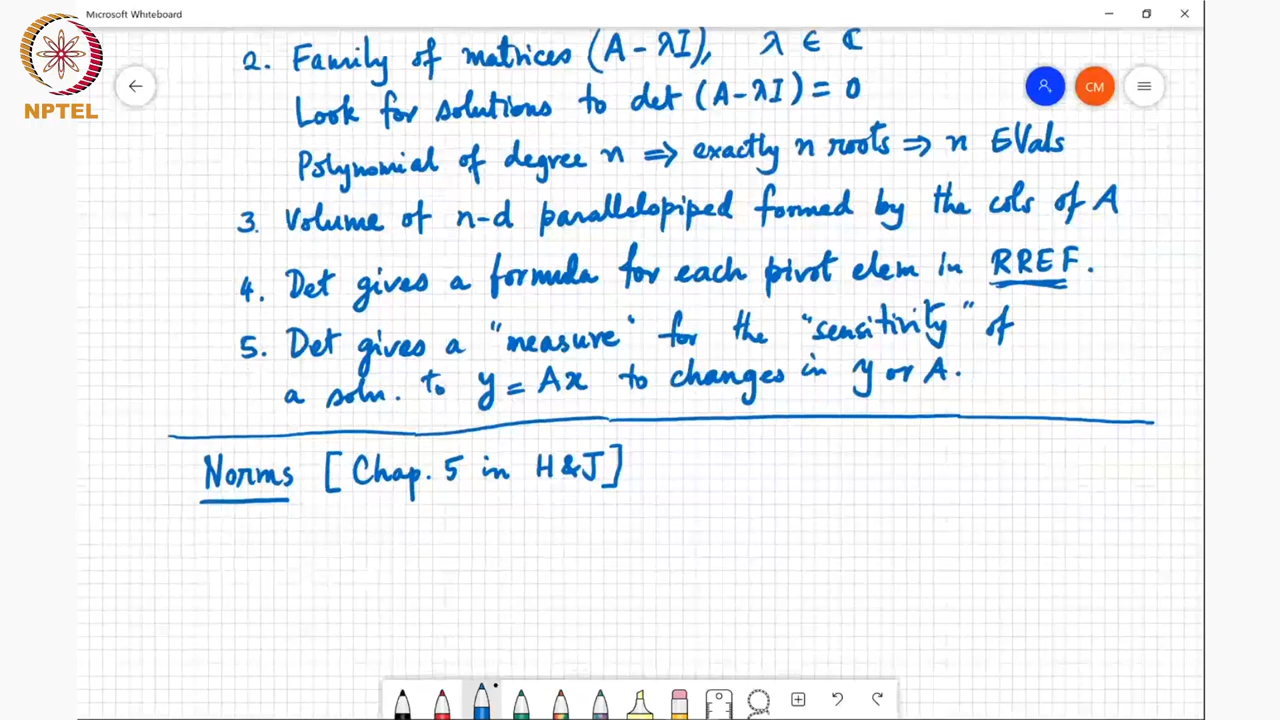 Microsoft Whiteboard
NPTEL
CM
2. Family of matrices (A - λI), λ ∈ ℂ
Look for solutions to det (A - λI) = 0
Polynomial of degree n ⇒ exactly n roots ⇒ n EVals
3. Volume of n-d parallelopiped formed by the cols of A
4. Det gives a formula for each pivot elem in RREF.
5. Det gives a "measure" for the "sensitivity" of
a soln. to y = Ax to changes in y or A.
Norms [Chap. 5 in H&J]